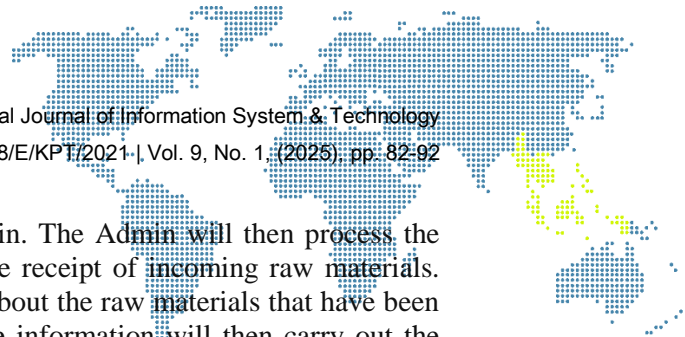 al Journal of Information System & Technology
8/E/KPT/2021 | Vol. 9, No. 1, (2025), pp. 82-92
in. The Admin will then process the
e receipt of incoming raw materials.
bout the raw materials that have been
e information will then carry out the